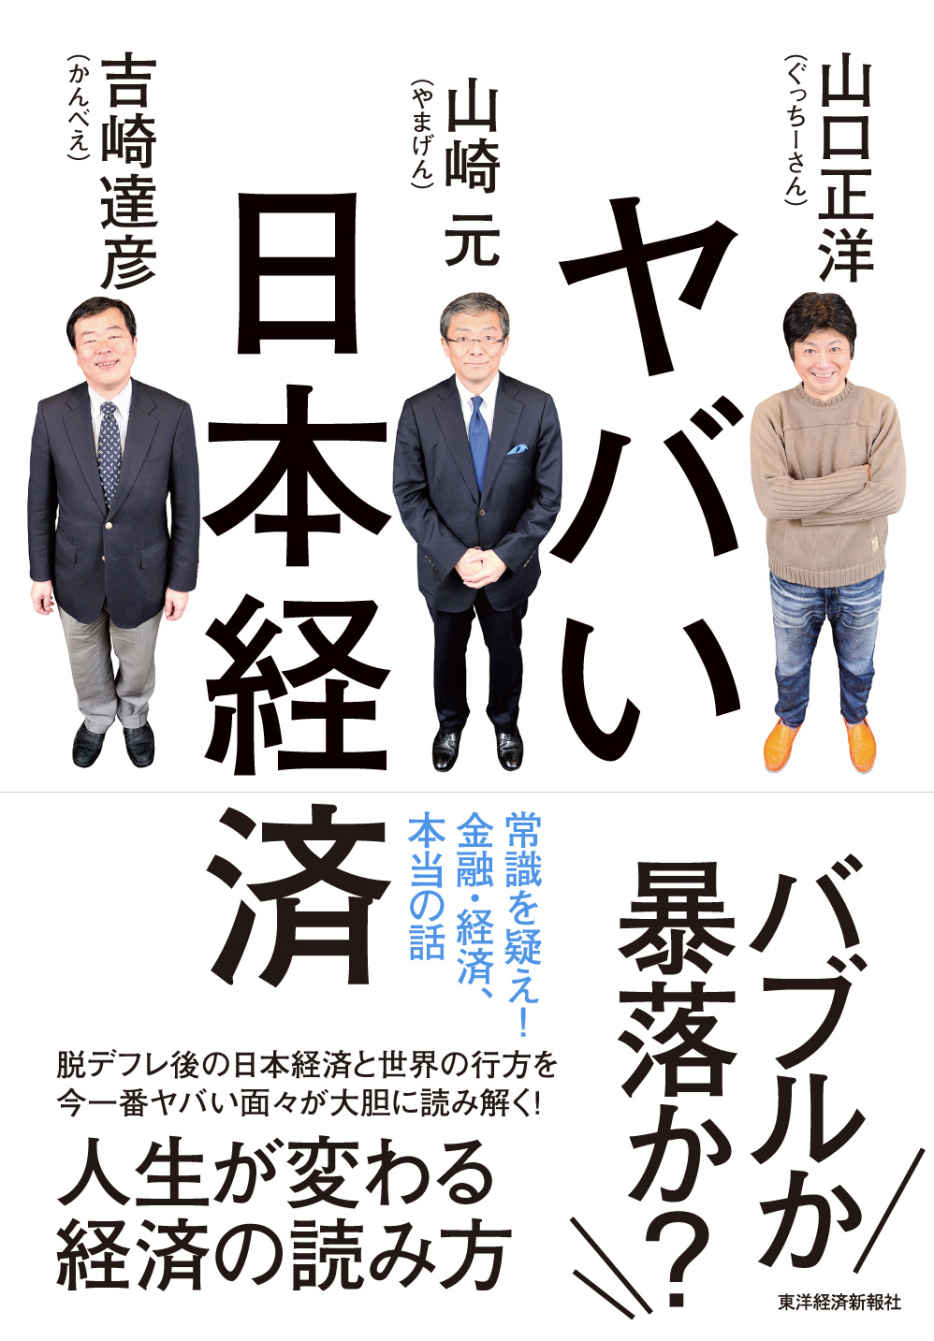 山口正洋
（ぐっちーさん）
山崎 元
（やまげん）
吉崎達彦
（かんべえ）
ヤバい
日本経済
バブルか
暴落か？
常識を疑え！
金融・経済、
本当の話
脱デフレ後の日本経済と世界の行方を
今一番ヤバい面々が大胆に読み解く！
人生が変わる
経済の読み方
東洋経済新報社